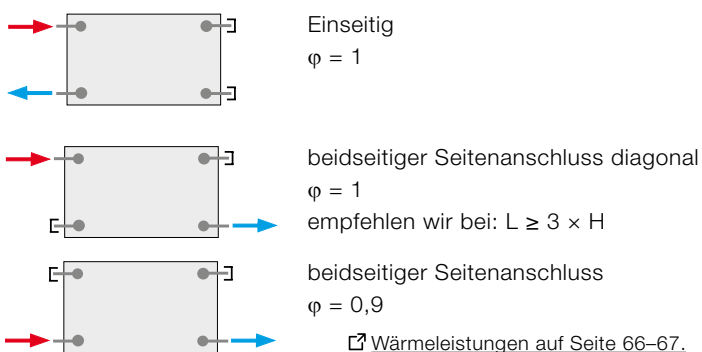 Einseitig
φ = 1
beidseitiger Seitenanschluss diagonal
φ = 1
empfehlen wir bei: L ≥ 3 × H
beidseitiger Seitenanschluss
φ = 0,9
Wärmeleistungen auf Seite 66–67.